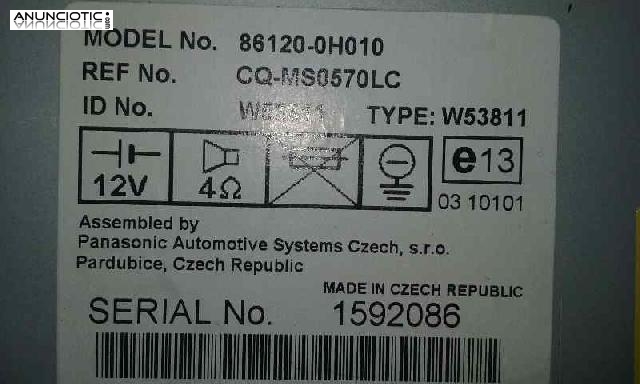 ANUNCIOTIC
MODEL No. 86120-0H010
REF No. CQ-MS0570LC
ID No. W53811 TYPE: W53811
12V 4Ω e13
03 10101
Assembled by
Panasonic Automotive Systems Czech, s.r.o.
Pardubice, Czech Republic
MADE IN CZECH REPUBLIC
SERIAL No. 1592086